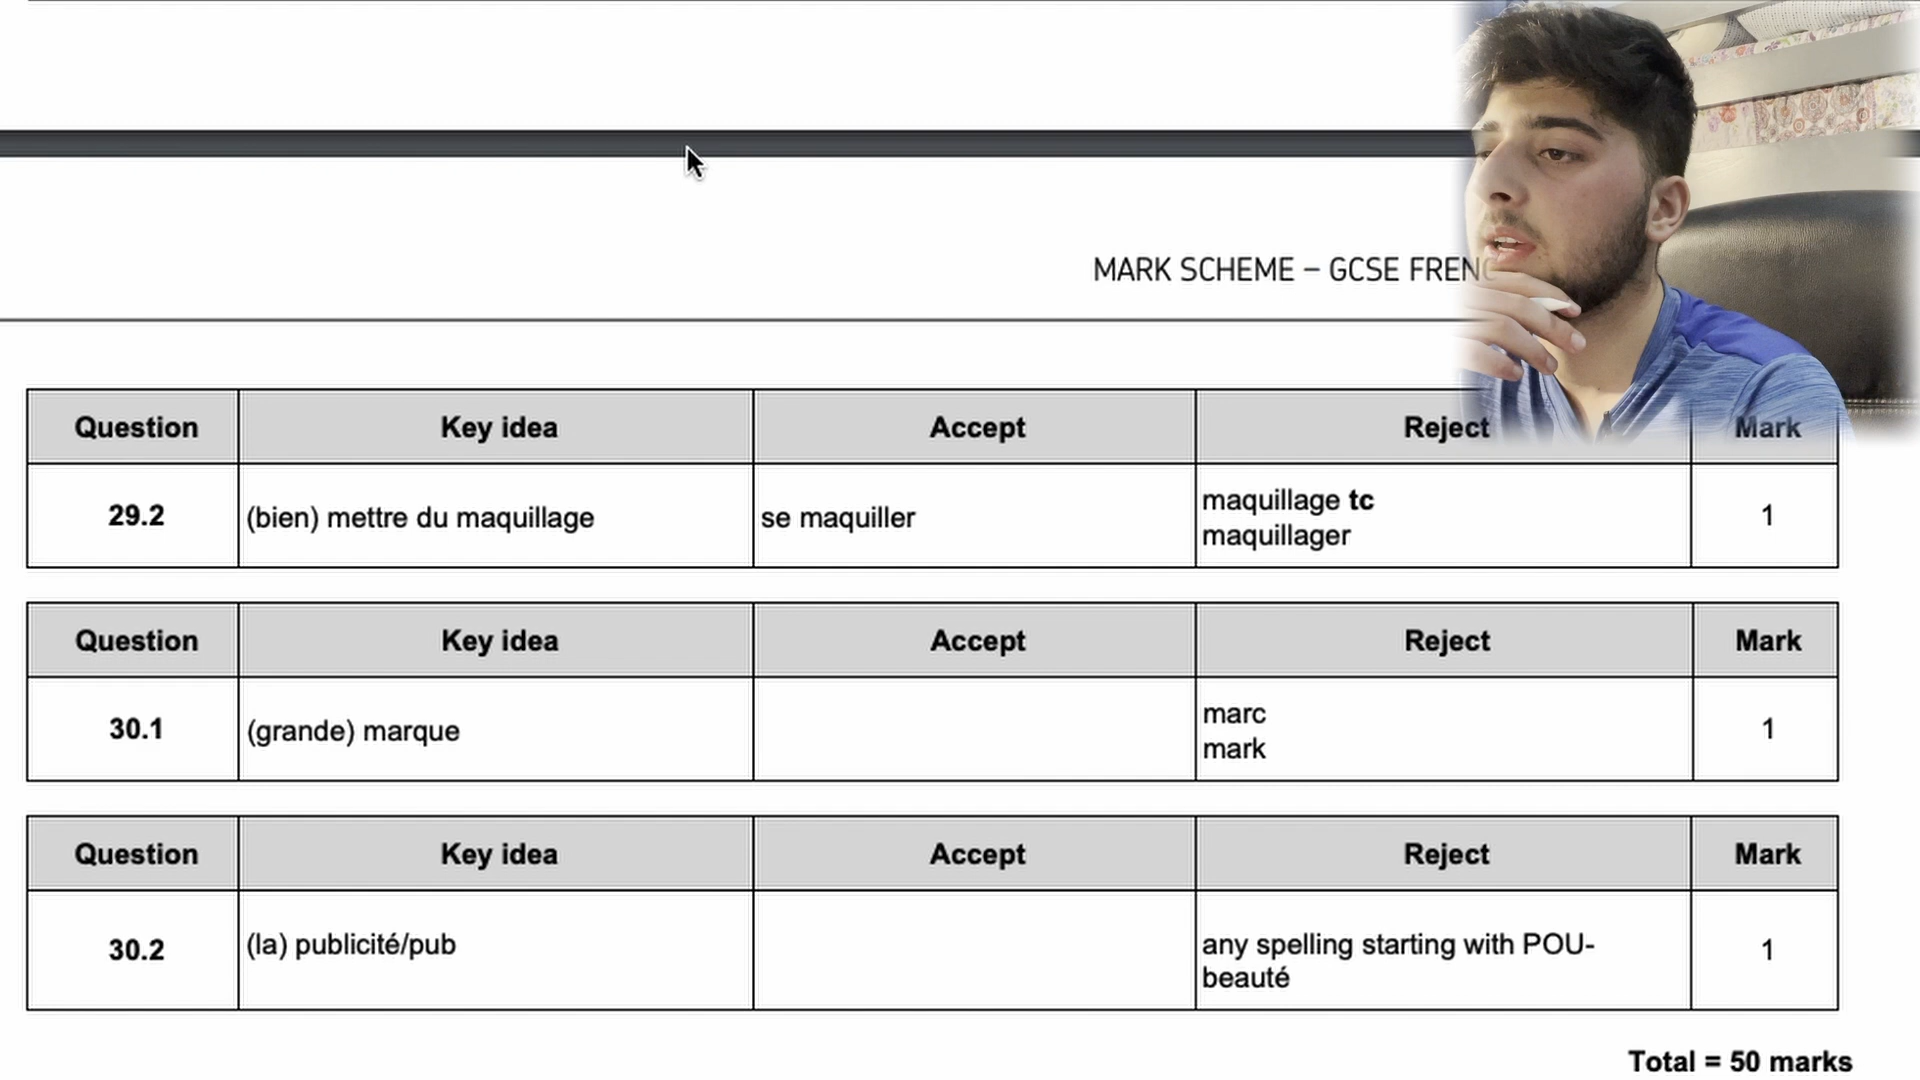 MARK SCHEME – GCSE FRENC
Question Key idea Accept Reject Mark
29.2 (bien) mettre du maquillage se maquiller maquillage tc 1
maquillager
Question Key idea Accept Reject Mark
30.1 (grande) marque marc 1
mark
Question Key idea Accept Reject Mark
30.2 (la) publicité/pub any spelling starting with POU- 1
beauté
Total = 50 marks